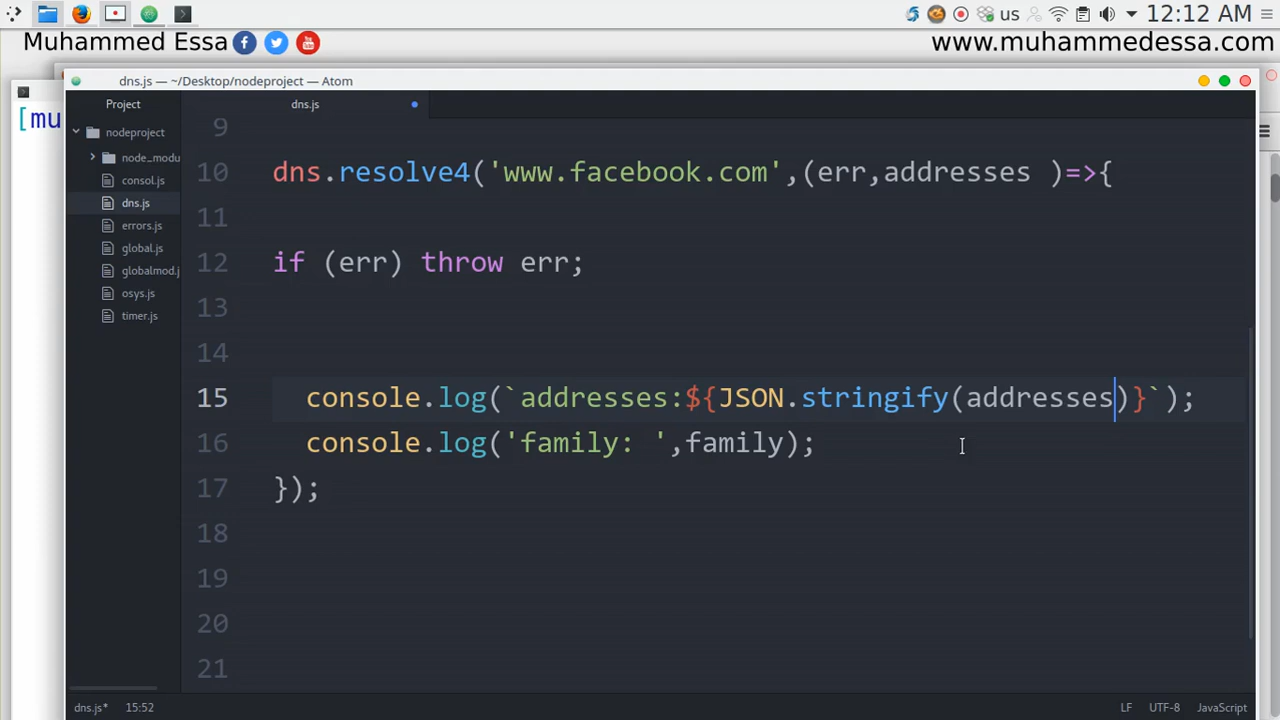 us 12:12 AM
Muhammed Essa www.muhammedessa.com
dns.js — ~/Desktop/nodeproject — Atom
Project dns.js
[mu
nodeproject
node_modu
consol.js
dns.js
errors.js
global.js
globalmod.j
osys.js
timer.js
9
10 dns.resolve4('www.facebook.com',(err,addresses )=>{
11
12 if (err) throw err;
13
14
15 console.log(`addresses:${JSON.stringify(addresses)}`);
16 console.log('family: ',family);
17 });
18
19
20
21
dns.js* 15:52 LF UTF-8 JavaScript